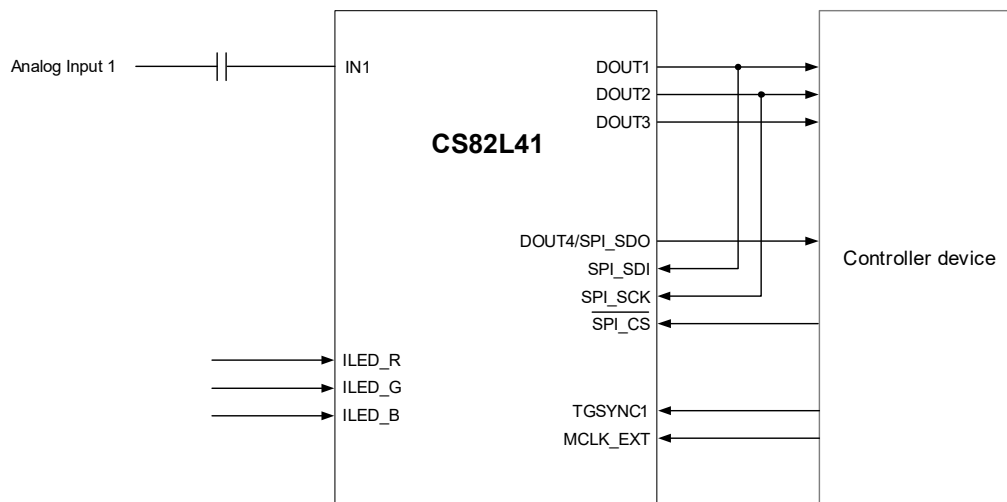 Analog Input 1
IN1
DOUT1
DOUT2
DOUT3
CS82L41
DOUT4/SPI_SDO
SPI_SDI
SPI_SCK
SPI_CS
Controller device
ILED_R
ILED_G
ILED_B
TGSYNC1
MCLK_EXT